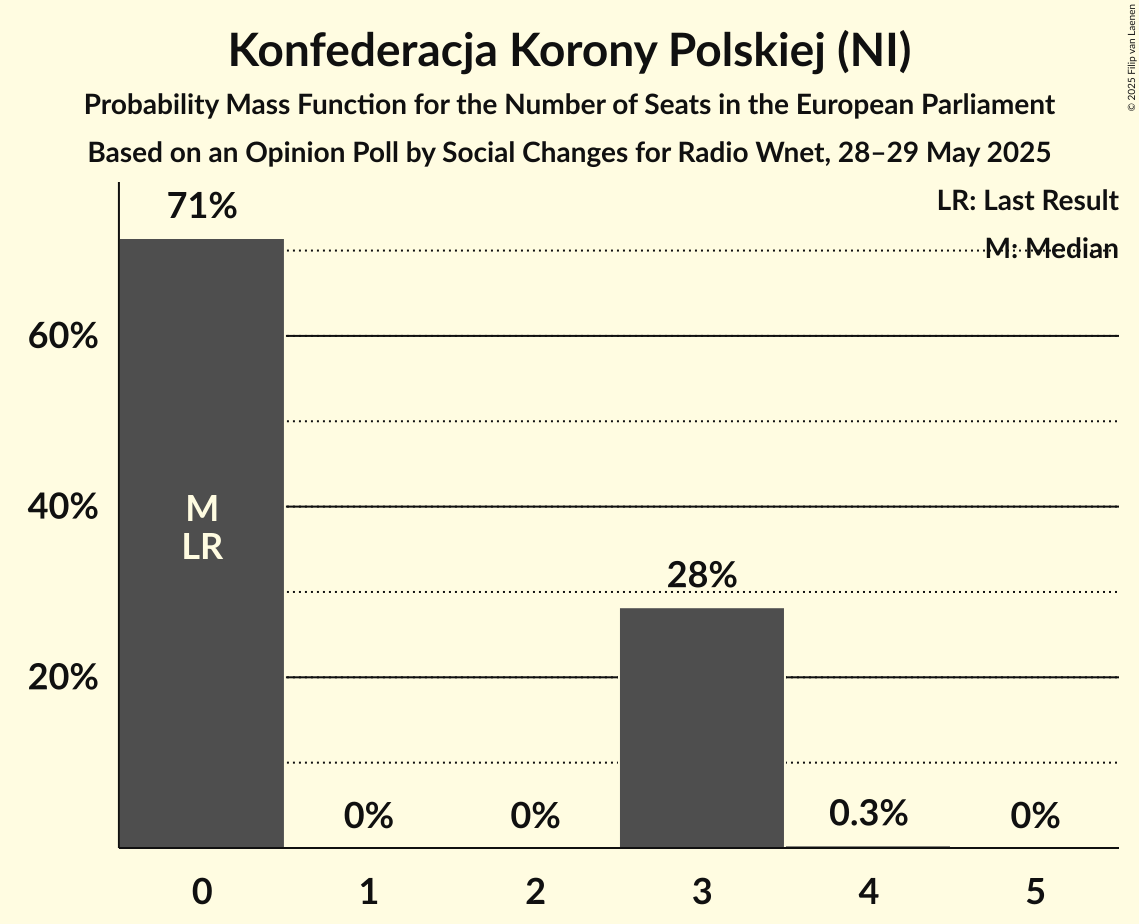 Konfederacja Korony Polskiej (NI)
Probability Mass Function for the Number of Seats in the European Parliament
Based on an Opinion Poll by Social Changes for Radio Wnet, 28–29 May 2025
© 2025 Filip van Laenen
LR: Last Result
M: Median
71%
60%
40%
20%
M
LR
0%
0%
28%
0.3%
0%
0
1
2
3
4
5